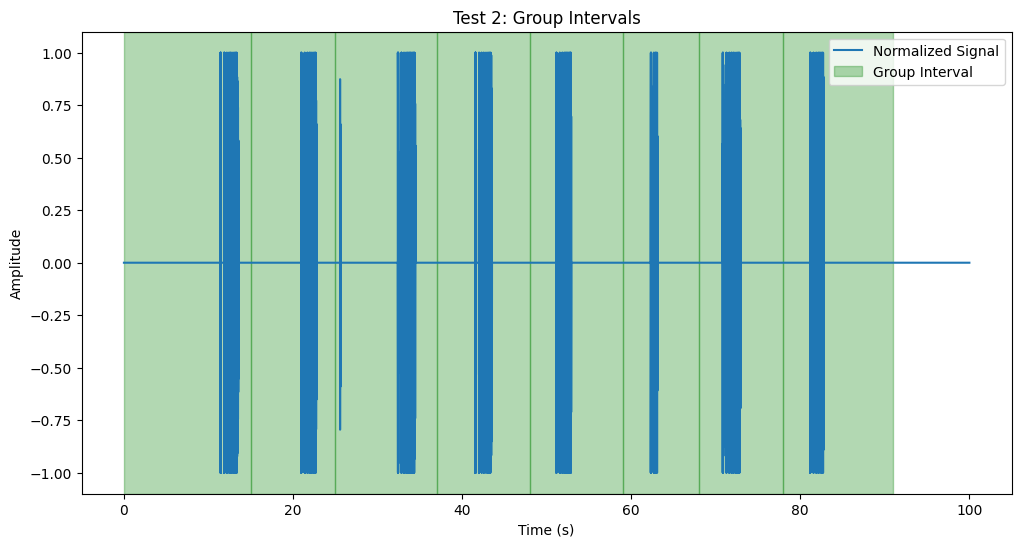 Test 2: Group Intervals
Normalized Signal
Group Interval
Amplitude
1.00
0.75
0.50
0.25
0.00
−0.25
−0.50
−0.75
−1.00
0 20 40 60 80 100
Time (s)